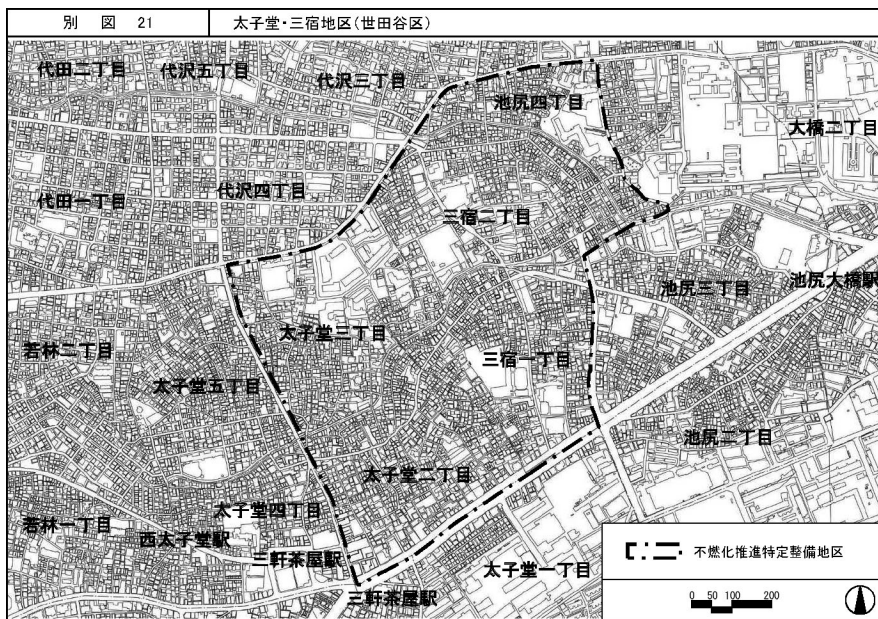 別 図 21
太子堂・三宿地区(世田谷区)
代田二丁目
代沢五丁目
代沢三丁目
池尻四丁目
大橋二丁目
代田一丁目
代沢四丁目
三宿二丁目
池尻三丁目
池尻大橋駅
若林二丁目
太子堂三丁目
三宿一丁目
太子堂五丁目
池尻二丁目
太子堂二丁目
若林一丁目
太子堂四丁目
西太子堂駅
三軒茶屋駅
太子堂一丁目
三軒茶屋駅
不燃化推進特定整備地区
0 50 100 200